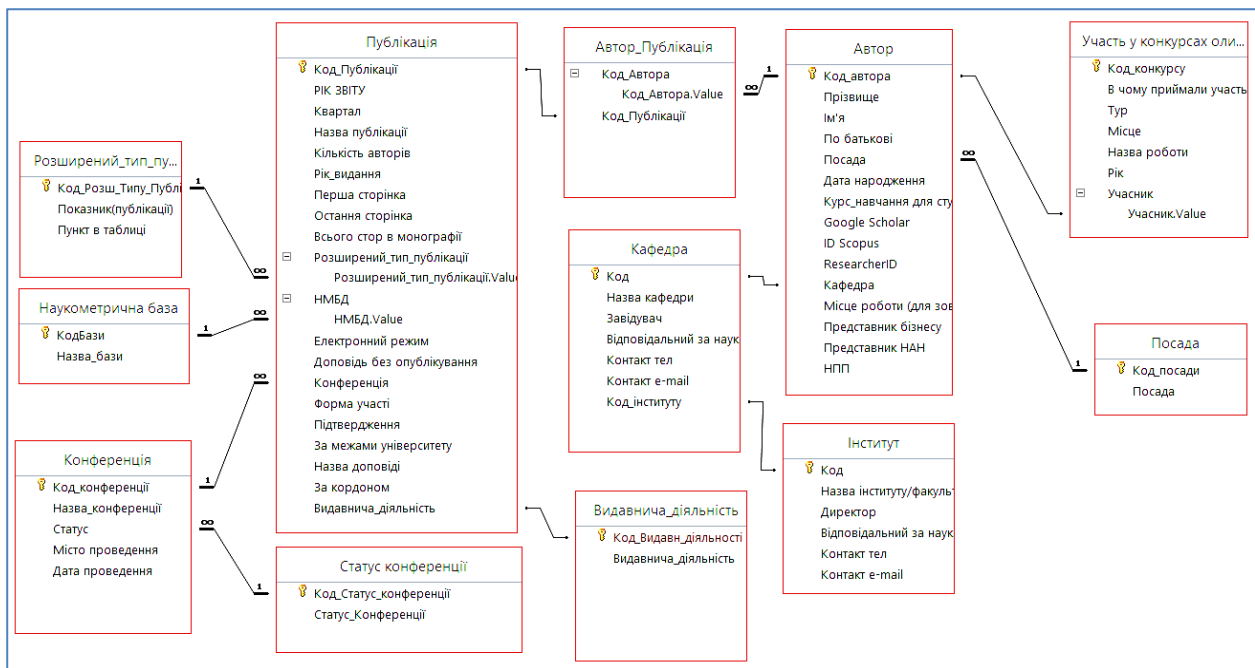 Публікація
Код_Публікації
РІК ЗВІТУ
Квартал
Назва публікації
Кількість авторів
Рік_видання
Перша сторінка
Остання сторінка
Всього стор в монографії
Розширений_тип_публікації
Розширений_тип_публікації.Value
НМБД
НМБД.Value
Електронний режим
Доповідь без опублікування
Конференція
Форма участі
Підтвердження
За межами університету
Назва доповіді
За кордоном
Видавнича_діяльність
Автор_Публікація
Код_Автора
Код_Автора.Value
Код_Публікації
Автор
Код_автора
Прізвище
Ім'я
По батькові
Посада
Дата народження
Курс_навчання для сту
Google Scholar
ID Scopus
ResearcherID
Кафедра
Місце роботи (для зов
Представник бізнесу
Представник НАН
НПП
Участь у конкурсах оли...
Код_конкурсу
В чому приймали участь
Тур
Місце
Назва роботи
Рік
Учасник
Учасник.Value
Розширений_тип_пу...
Код_Розш_Типу_Публі
Показник(публікації)
Пункт в таблиці
Наукометрична база
КодБази
Назва_бази
Кафедра
Код
Назва кафедри
Завідувач
Відповідальний за наук
Контакт тел
Контакт e-mail
Код_інституту
Посада
Код_посади
Посада
Конференція
Код_конференції
Назва_конференції
Статус
Місто проведення
Дата проведення
Статус конференції
Код_Статус_конференції
Статус_Конференції
Видавнича_діяльність
Код_Видавн_діяльності
Видавнича_діяльність
Інститут
Код
Назва інституту/факульт
Директор
Відповідальний за наук
Контакт тел
Контакт e-mail
1
∞
1
∞
1
∞
1
∞
1
∞
1
∞